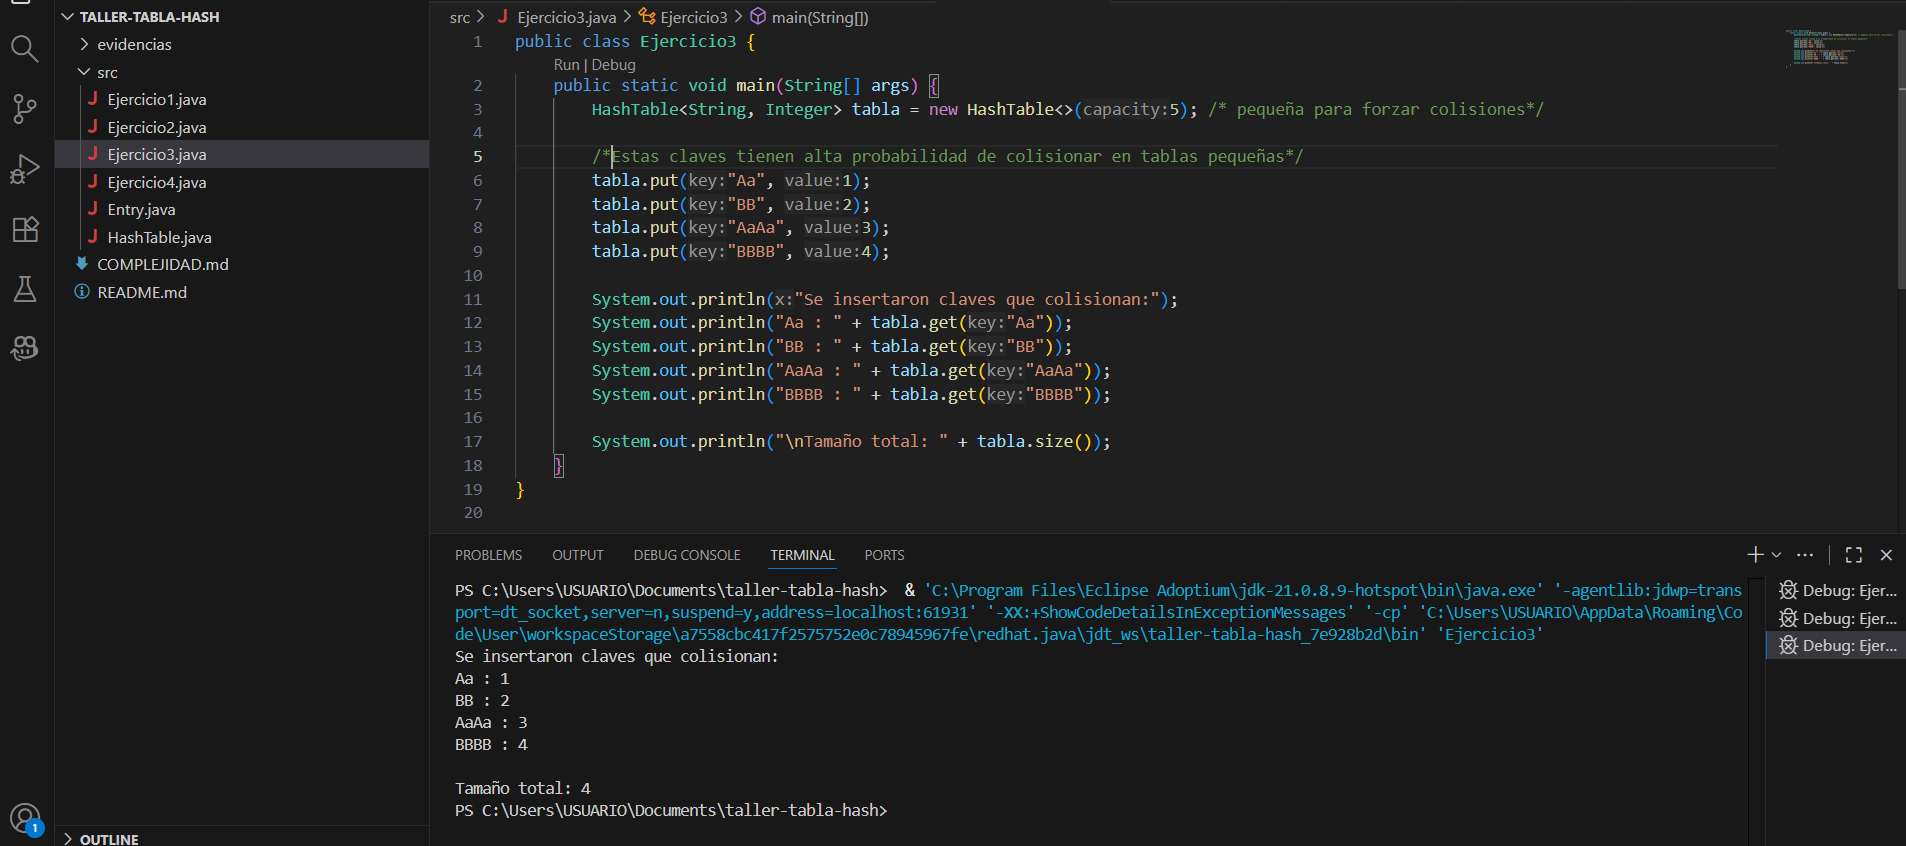 TALLER-TABLA-HASH
evidencias
src
Ejercicio1.java
Ejercicio2.java
Ejercicio3.java
Ejercicio4.java
Entry.java
HashTable.java
COMPLEJIDAD.md
README.md
OUTLINE
1
src > Ejercicio3.java > Ejercicio3 > main(String[])
1 public class Ejercicio3 {
Run | Debug
2 public static void main(String[] args) {
3 HashTable<String, Integer> tabla = new HashTable<>(capacity:5); /* pequeña para forzar colisiones*/
4
5 /*Estas claves tienen alta probabilidad de colisionar en tablas pequeñas*/
6 tabla.put(key:"Aa", value:1);
7 tabla.put(key:"BB", value:2);
8 tabla.put(key:"AaAa", value:3);
9 tabla.put(key:"BBBB", value:4);
10
11 System.out.println(x:"Se insertaron claves que colisionan:");
12 System.out.println("Aa : " + tabla.get(key:"Aa"));
13 System.out.println("BB : " + tabla.get(key:"BB"));
14 System.out.println("AaAa : " + tabla.get(key:"AaAa"));
15 System.out.println("BBBB : " + tabla.get(key:"BBBB"));
16
17 System.out.println("\nTamaño total: " + tabla.size());
18 }
19 }
20
PROBLEMS OUTPUT DEBUG CONSOLE TERMINAL PORTS
PS C:\Users\USUARIO\Documents\taller-tabla-hash> & 'C:\Program Files\Eclipse Adoptium\jdk-21.0.8.9-hotspot\bin\java.exe' '-agentlib:jdwp=trans
port=dt_socket,server=n,suspend=y,address=localhost:61931' '-XX:+ShowCodeDetailsInExceptionMessages' '-cp' 'C:\Users\USUARIO\AppData\Roaming\Co
de\User\workspaceStorage\a7558cbc417f2575752e0c78945967fe\redhat.java\jdt_ws\taller-tabla-hash_7e928b2d\bin' 'Ejercicio3'
Se insertaron claves que colisionan:
Aa : 1
BB : 2
AaAa : 3
BBBB : 4
Tamaño total: 4
PS C:\Users\USUARIO\Documents\taller-tabla-hash>
Debug: Ejer...
Debug: Ejer...
Debug: Ejer...